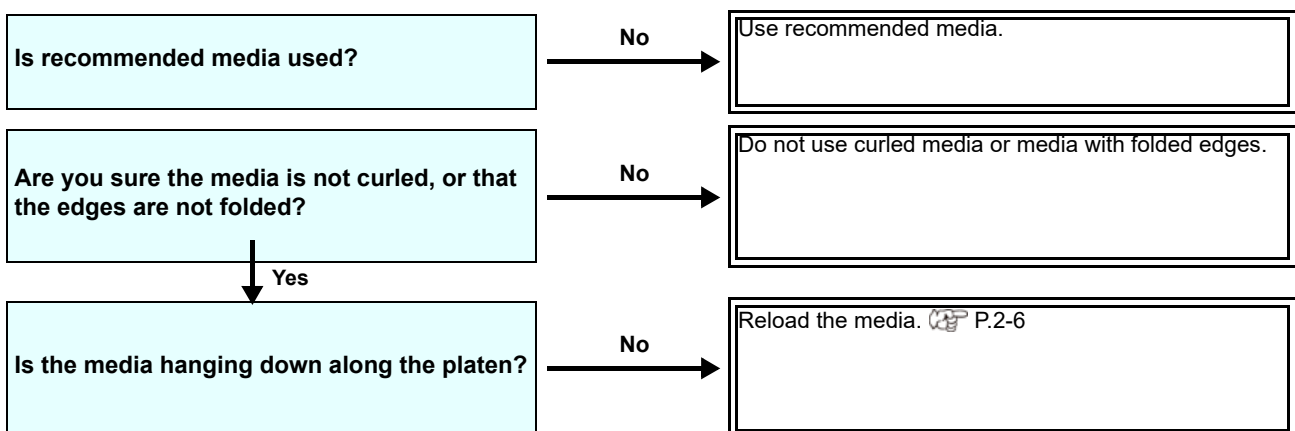 Is recommended media used?
No
Use recommended media.
Are you sure the media is not curled, or that
the edges are not folded?
No
Do not use curled media or media with folded edges.
Yes
Is the media hanging down along the platen?
No
Reload the media. P.2-6